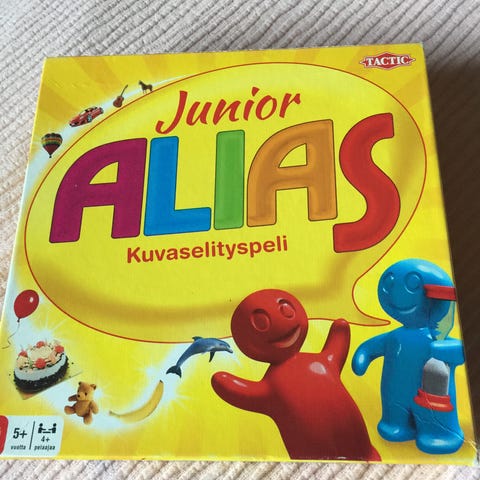 TACTIC
Junior
ALIAS
Kuvaselityspeli
5+
vuotta
4+
pelaajaa